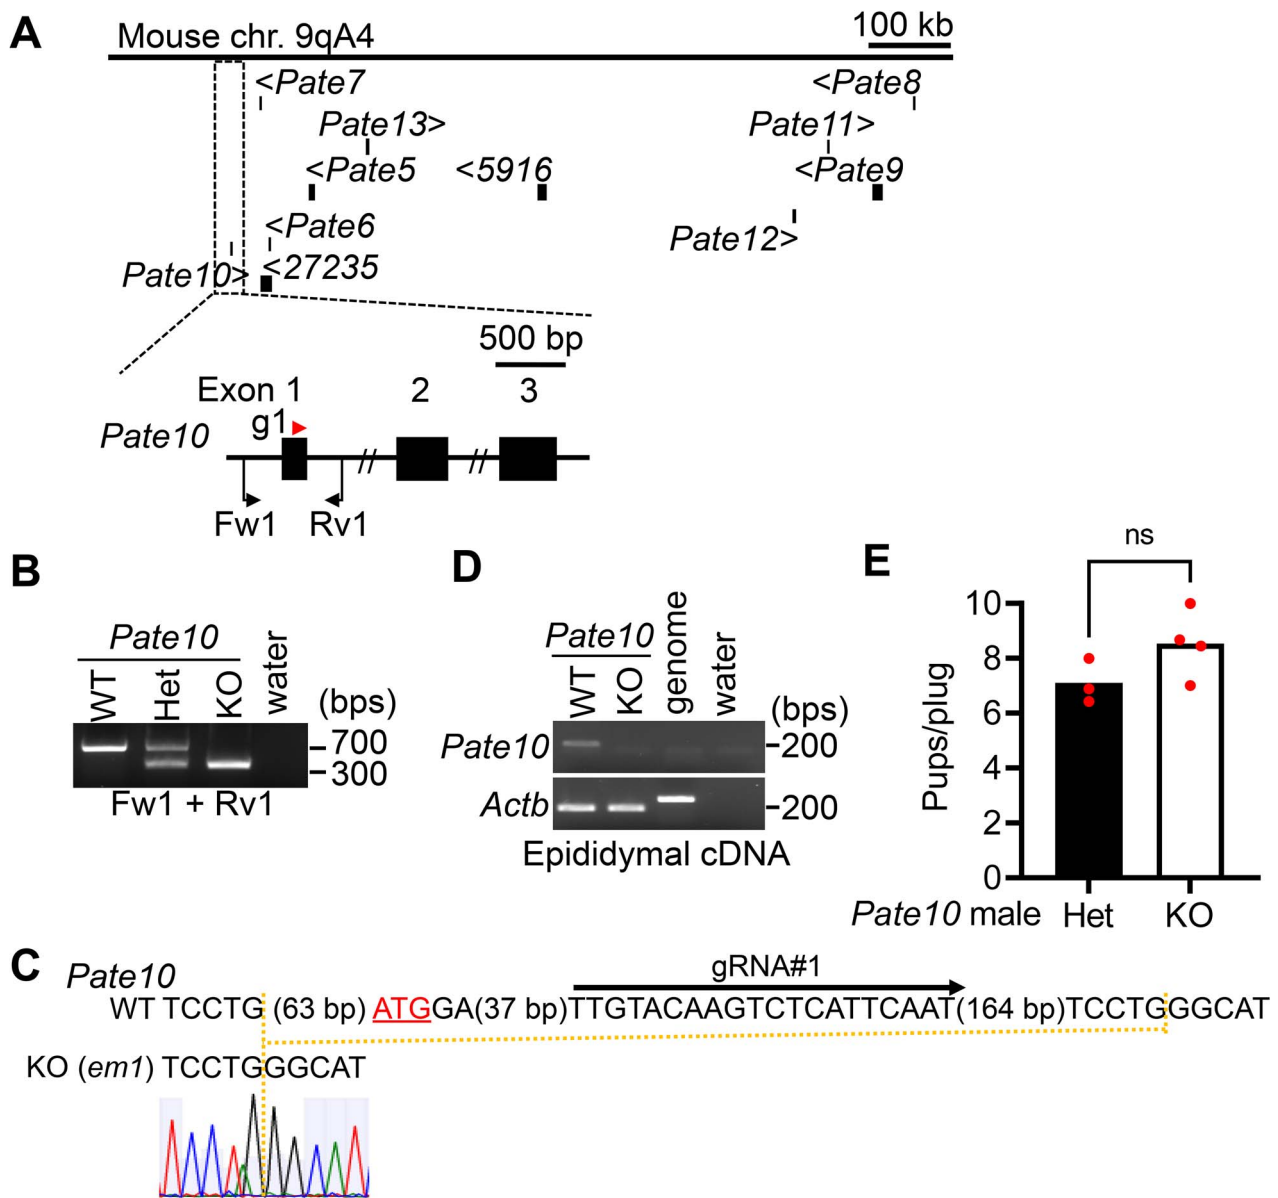 A
Mouse chr. 9qA4
100 kb
<Pate7
<Pate8
Pate13>
Pate11>
<Pate5
<5916
<Pate9
<Pate6
Pate12>
Pate10>
<27235
500 bp
Exon 1
2
3
g1
Pate10
//
//
Fw1
Rv1
B
Pate10
WT
Het
KO
water
(bps)
700
300
Fw1 + Rv1
D
Pate10
WT
KO
genome
water
(bps)
Pate10
200
Actb
200
Epididymal cDNA
E
ns
Pups/plug
10
8
6
4
2
0
Pate10 male Het KO
C
Pate10
gRNA#1
WT TCCTG (63 bp) ATGGA(37 bp)TTGTACAAGTCTCATTCAAT(164 bp)TCCTGGGCAT
KO (em1) TCCTGGGCAT